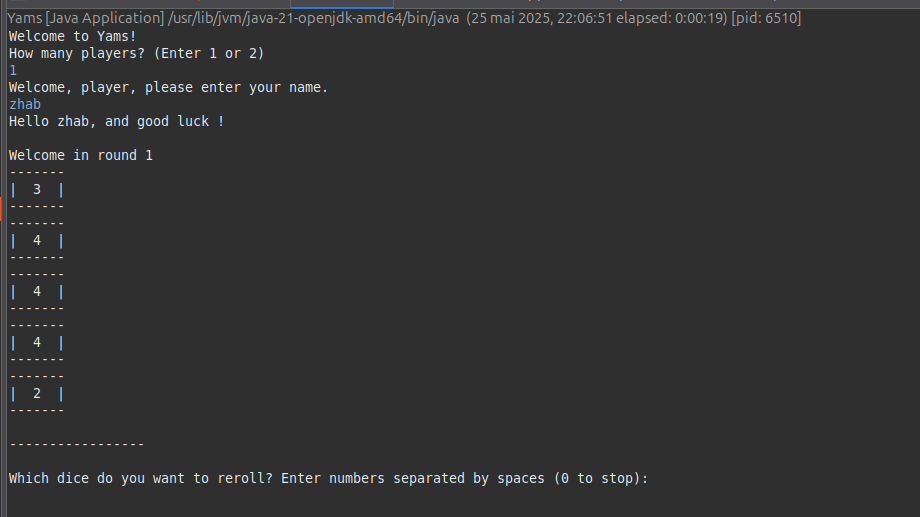 Yams [Java Application] /usr/lib/jvm/java-21-openjdk-amd64/bin/java (25 mai 2025, 22:06:51 elapsed: 0:00:19) [pid: 6510]
Welcome to Yams!
How many players? (Enter 1 or 2)
1
Welcome, player, please enter your name.
zhab
Hello zhab, and good luck !

Welcome in round 1
-------
|  3  |
-------
-------
|  4  |
-------
-------
|  4  |
-------
-------
|  4  |
-------
-------
|  2  |
-------

-----------------

Which dice do you want to reroll? Enter numbers separated by spaces (0 to stop):